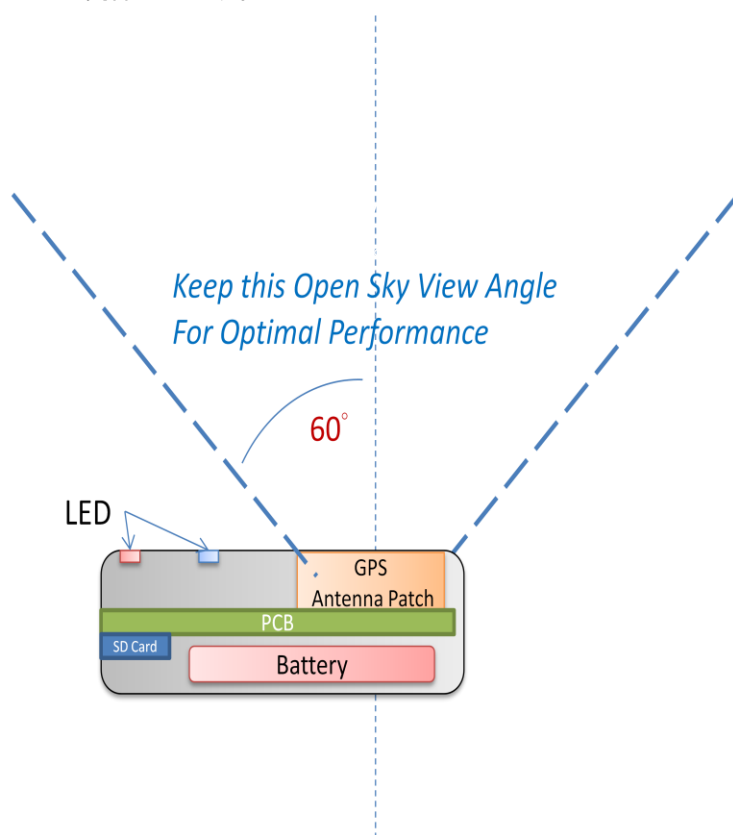 Keep this Open Sky View Angle
For Optimal Performance
60°
LED
GPS
Antenna Patch
PCB
SD Card
Battery